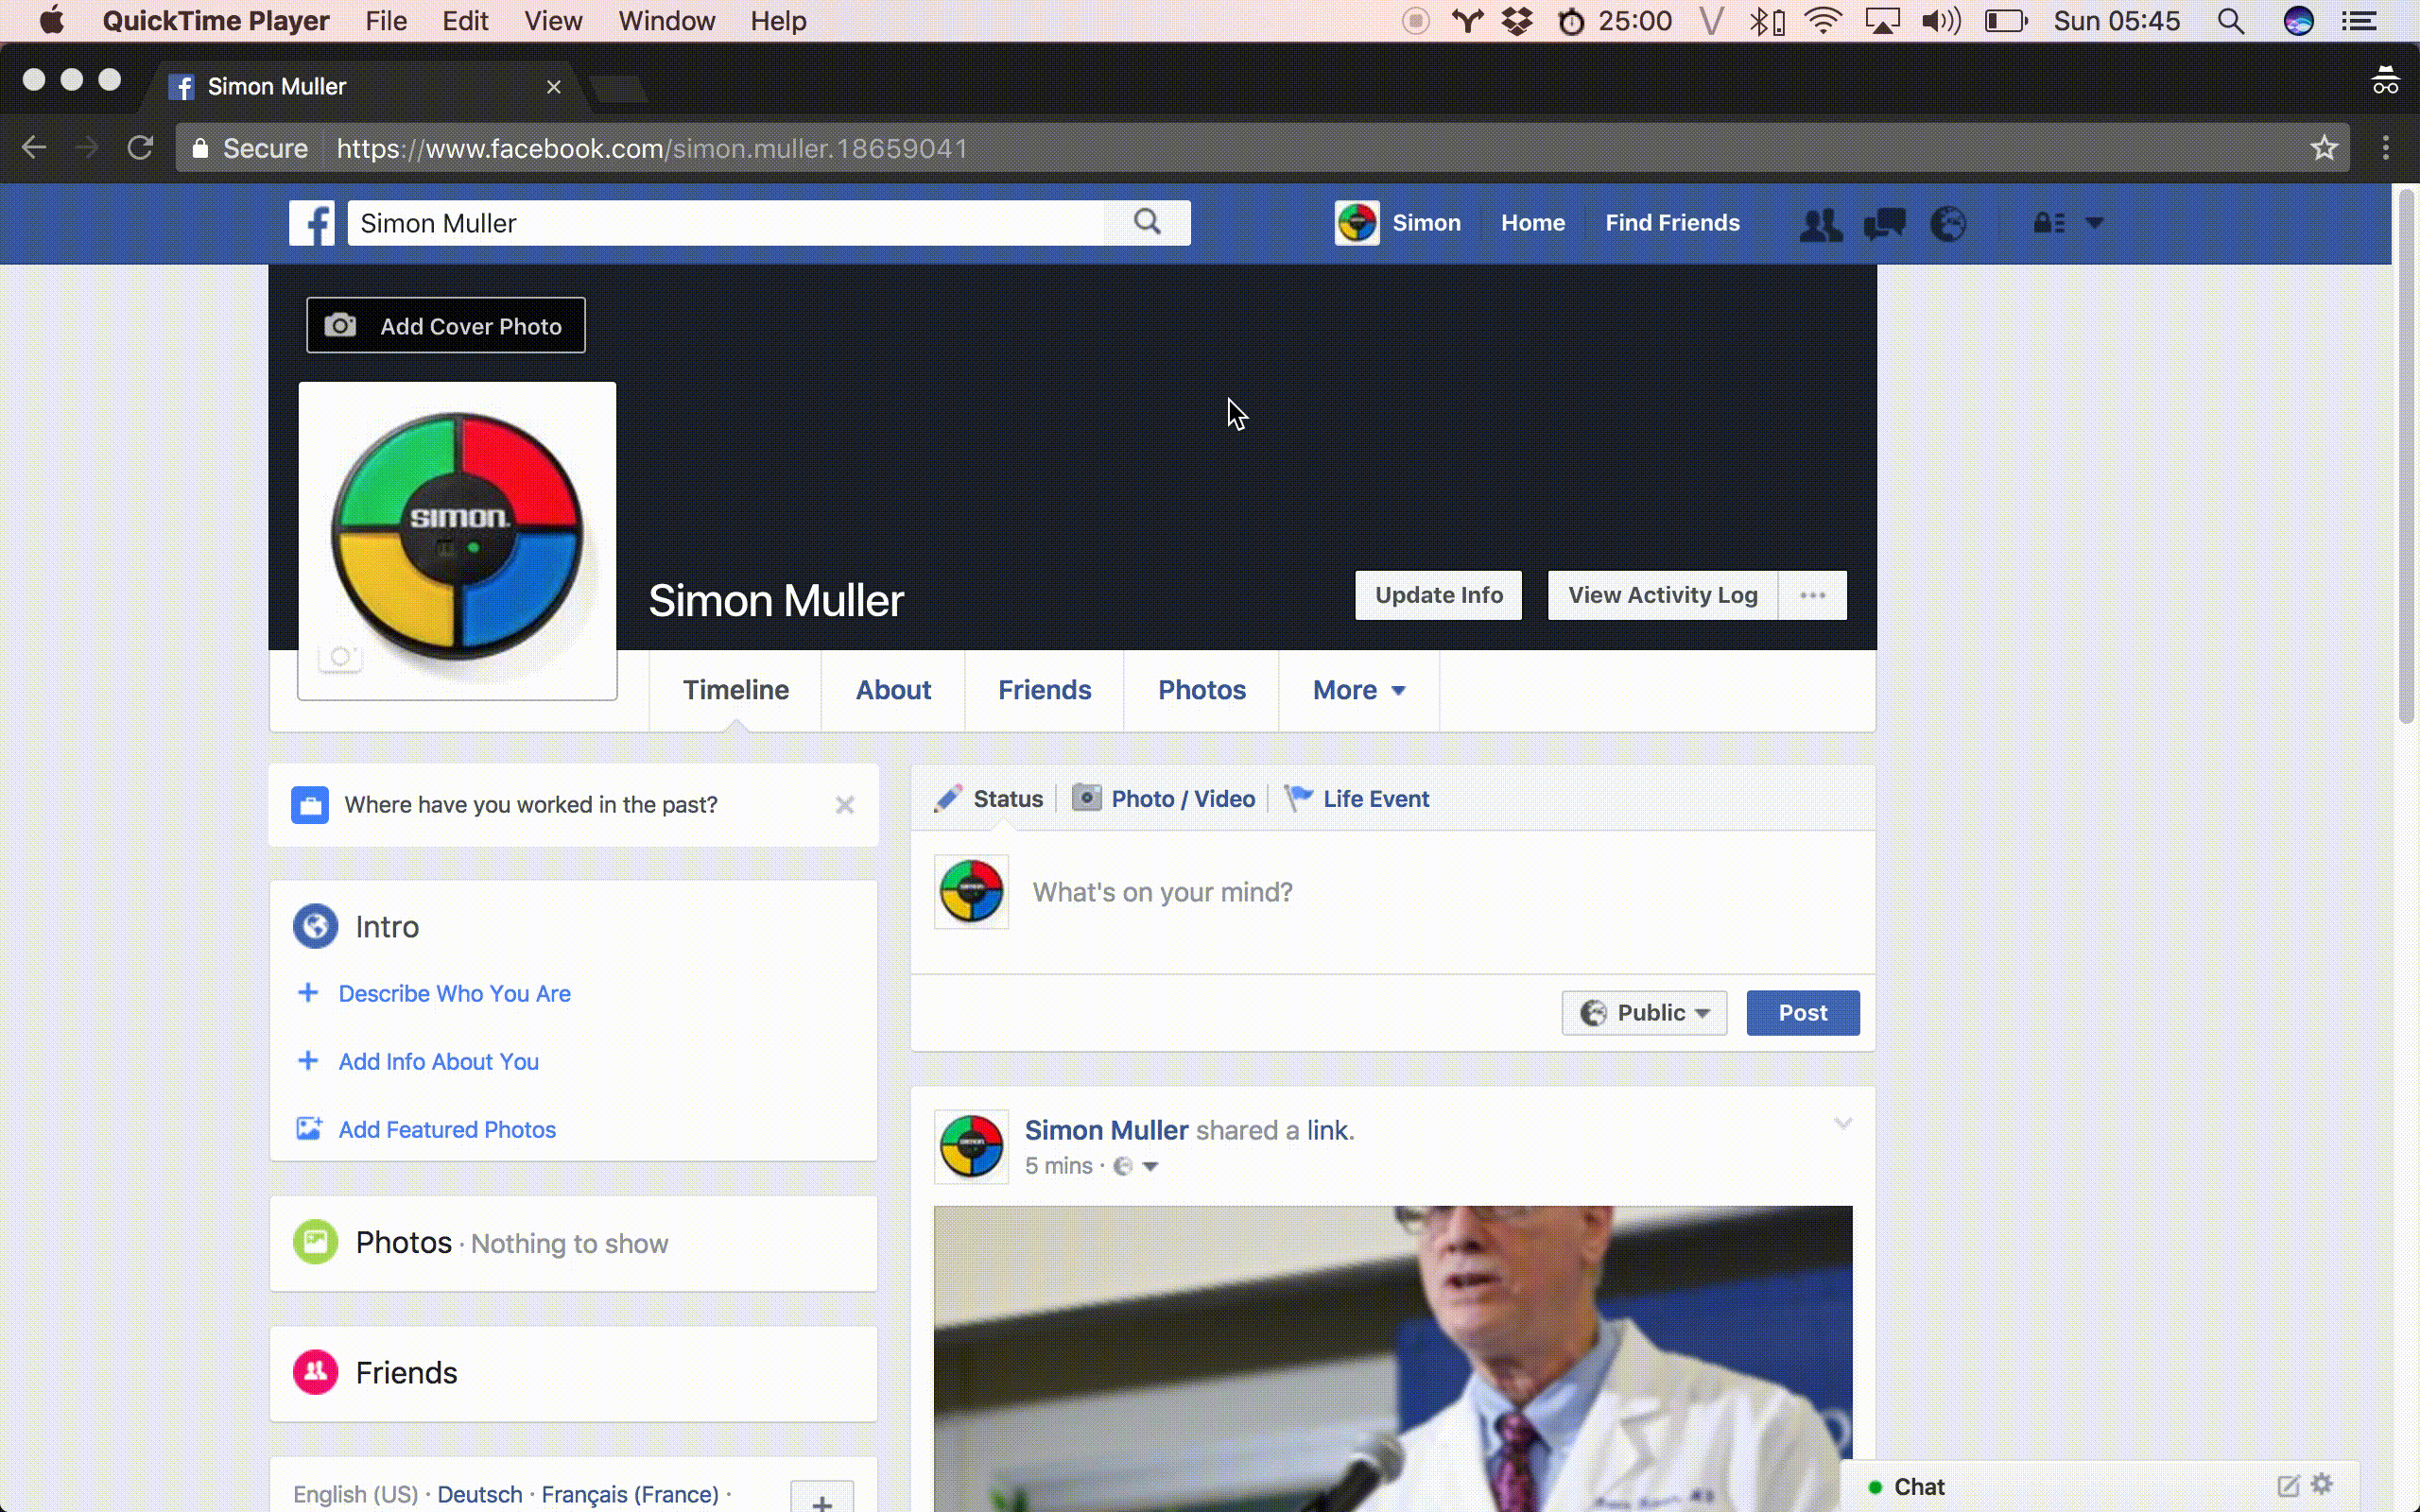 QuickTime Player File Edit View Window Help 25:00 Sun 05:45
Simon Muller
Secure https://www.facebook.com/simon.muller.18659041
Simon Muller Simon Home Find Friends
Add Cover Photo
simon.
Simon Muller Update Info View Activity Log
Timeline About Friends Photos More
Where have you worked in the past?
Status Photo / Video Life Event
What's on your mind?
Intro
Describe Who You Are
Public Post
Add Info About You
Add Featured Photos
Simon Muller shared a link.
5 mins ·
Photos · Nothing to show
Friends
English (US) · Deutsch · Français (France) ·
Chat